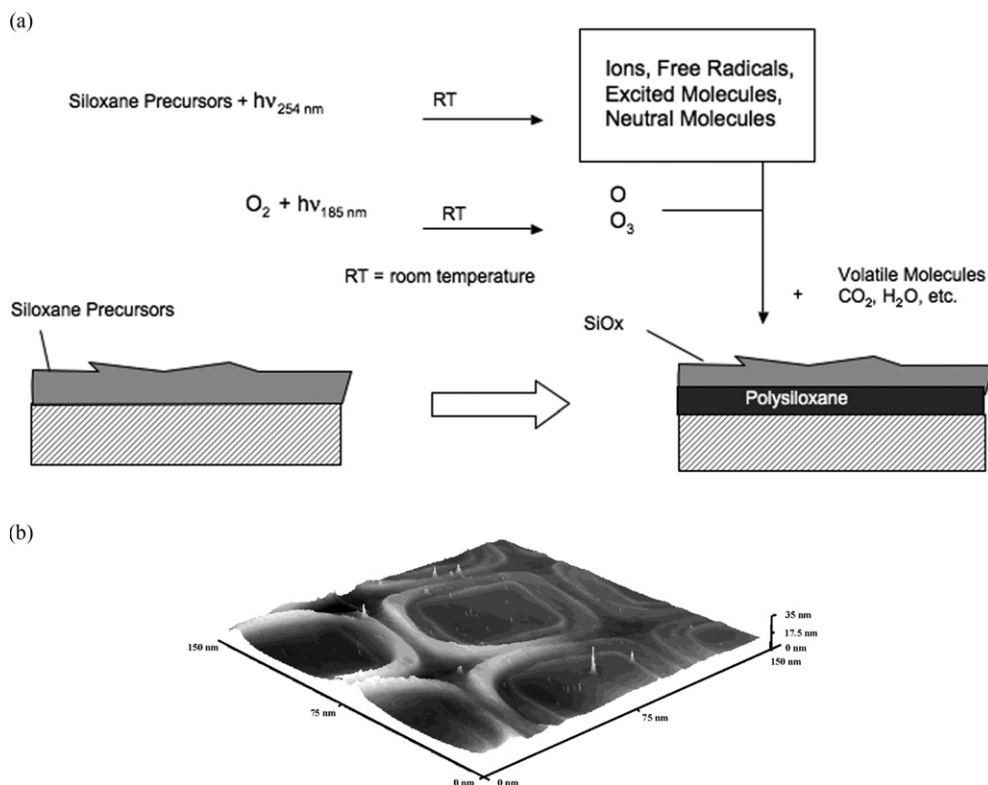 (a)
Siloxane Precursors + hν254 nm
RT
Ions, Free Radicals,
Excited Molecules,
Neutral Molecules
O2 + hν185 nm
RT
O
O3
RT = room temperature
+
Volatile Molecules
CO2, H2O, etc.
Siloxane Precursors
SiOx
Polysiloxane
(b)
35 nm
17.5 nm
0 nm
150 nm
150 nm
75 nm
75 nm
0 nm
0 nm